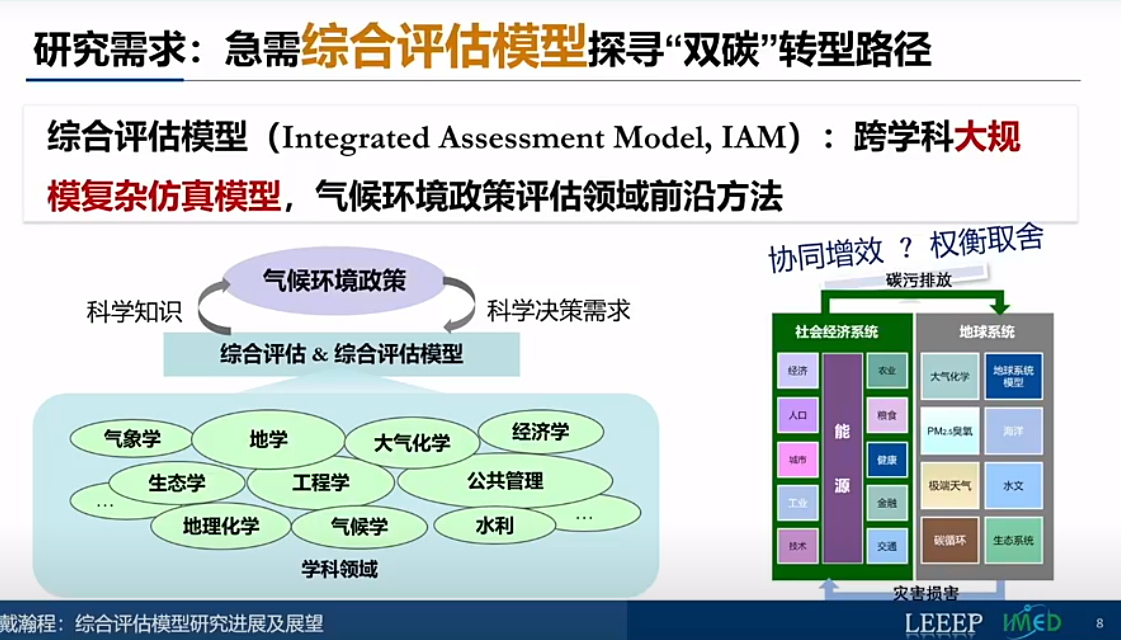 研究需求：急需综合评估模型探寻“双碳”转型路径
综合评估模型（Integrated Assessment Model, IAM）：跨学科大规
模复杂仿真模型，气候环境政策评估领域前沿方法
气候环境政策
科学知识
科学决策需求
综合评估 & 综合评估模型
气象学
地学
大气化学
经济学
生态学
工程学
公共管理
…
地理化学
气候学
水利
…
学科领域
协同增效 ？ 权衡取舍
碳污排放
社会经济系统
经济
人口
城市
工业
技术
能
源
农业
粮食
健康
金融
交通
地球系统
大气化学
地球系统
模型
PM2.5臭氧
海洋
极端天气
水文
碳循环
生态系统
灾害损害
戴瀚程：综合评估模型研究进展及展望
LEEEP
IMED
8